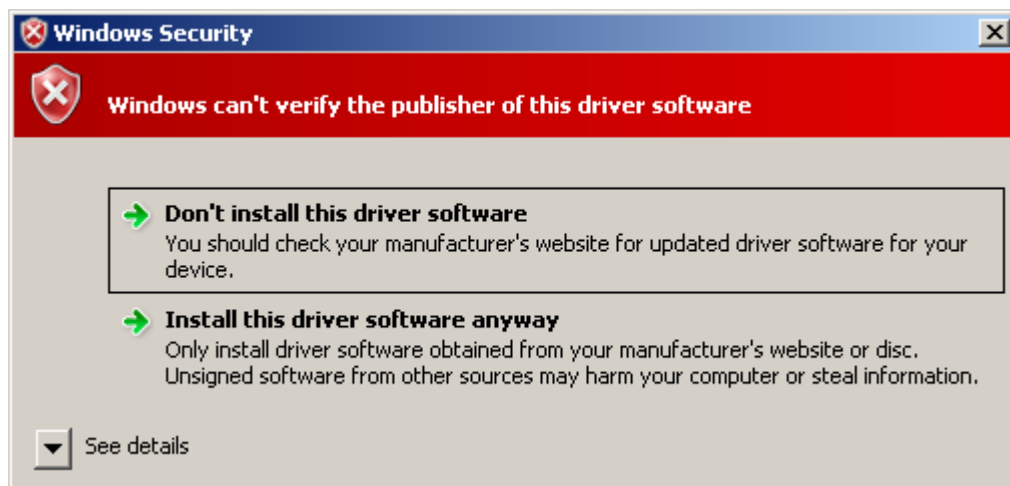 Windows Security
Windows can't verify the publisher of this driver software
Don't install this driver software
You should check your manufacturer's website for updated driver software for your
device.
Install this driver software anyway
Only install driver software obtained from your manufacturer's website or disc.
Unsigned software from other sources may harm your computer or steal information.
See details